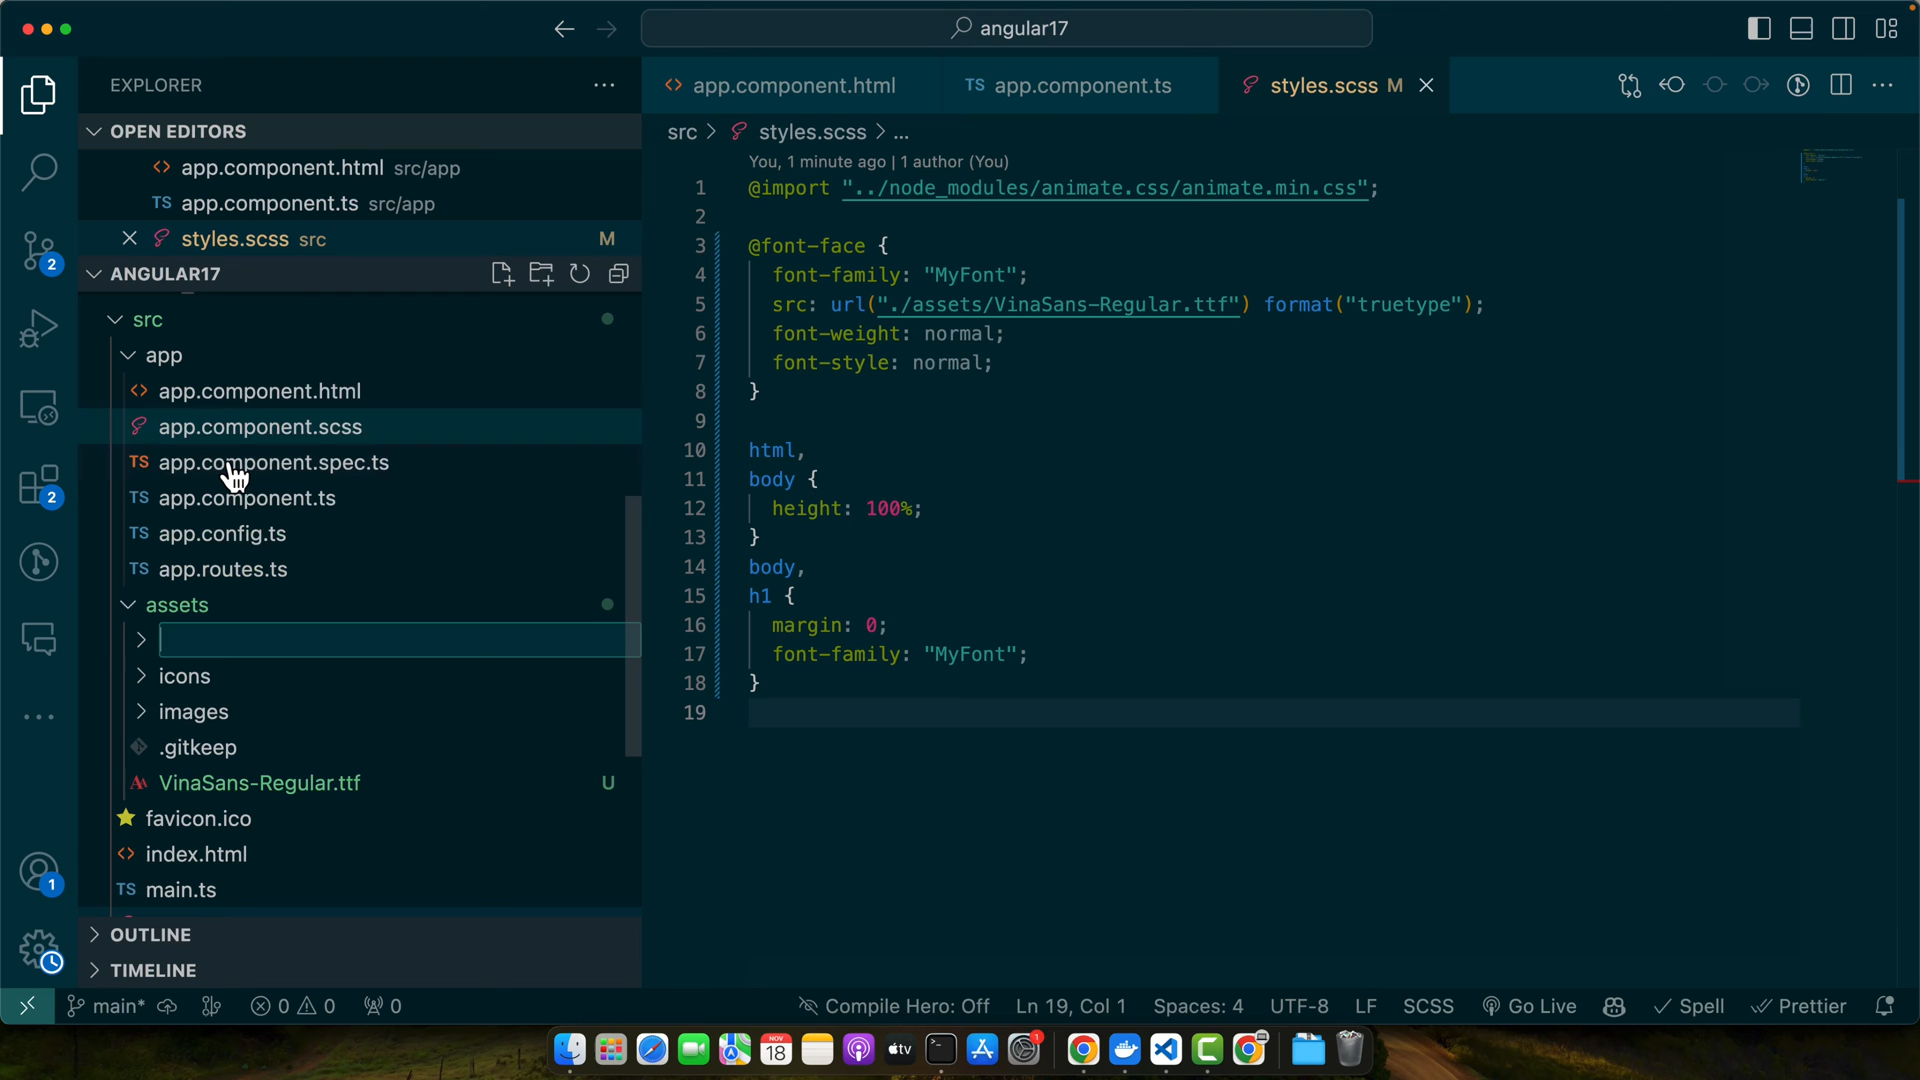 angular17
EXPLORER
OPEN EDITORS
app.component.html src/app
TS app.component.ts src/app
styles.scss src M
ANGULAR17
src
app
app.component.html
app.component.scss
TS app.component.spec.ts
TS app.component.ts
TS app.config.ts
TS app.routes.ts
assets
icons
images
.gitkeep
VinaSans-Regular.ttf U
favicon.ico
index.html
TS main.ts
OUTLINE
TIMELINE
2
2
1
app.component.html
TS app.component.ts
styles.scss M
src > styles.scss > ...
You, 1 minute ago | 1 author (You)
1 @import "../node_modules/animate.css/animate.min.css";
2
3 @font-face {
4 font-family: "MyFont";
5 src: url("./assets/VinaSans-Regular.ttf") format("truetype");
6 font-weight: normal;
7 font-style: normal;
8 }
9
10 html,
11 body {
12 height: 100%;
13 }
14 body,
15 h1 {
16 margin: 0;
17 font-family: "MyFont";
18 }
19
main* 0 0 0 Compile Hero: Off Ln 19, Col 1 Spaces: 4 UTF-8 LF SCSS Go Live Spell Prettier
NOV
18
tv
1